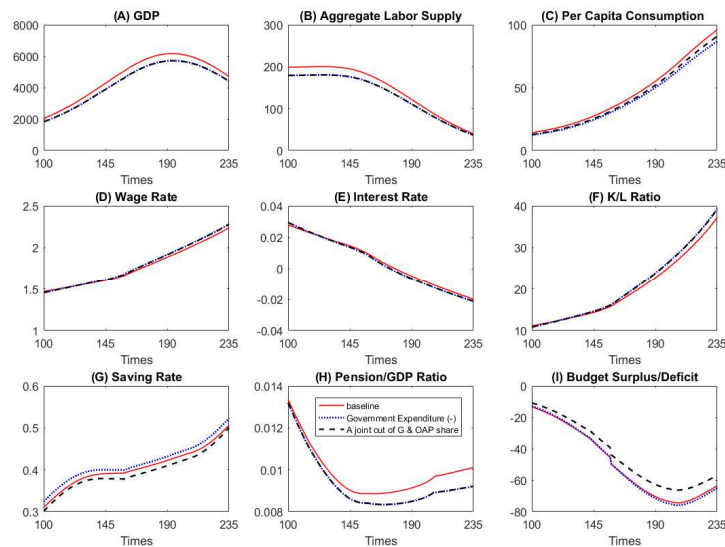 (A) GDP
8000
6000
4000
2000
0
100 145 190 235
Times
(B) Aggregate Labor Supply
300
200
100
0
100 145 190 235
Times
(C) Per Capita Consumption
100
50
0
100 145 190 235
Times
(D) Wage Rate
2.5
2
1.5
1
100 145 190 235
Times
(E) Interest Rate
0.04
0.02
0
-0.02
-0.04
100 145 190 235
Times
(F) K/L Ratio
40
30
20
10
100 145 190 235
Times
(G) Saving Rate
0.6
0.5
0.4
0.3
100 145 190 235
Times
(H) Pension/GDP Ratio
0.014
0.012
0.01
0.008
baseline
Government Expenditure (-)
A joint cut of G & OAP share
100 145 190 235
Times
(I) Budget Surplus/Deficit
0
-20
-40
-60
-80
100 145 190 235
Times